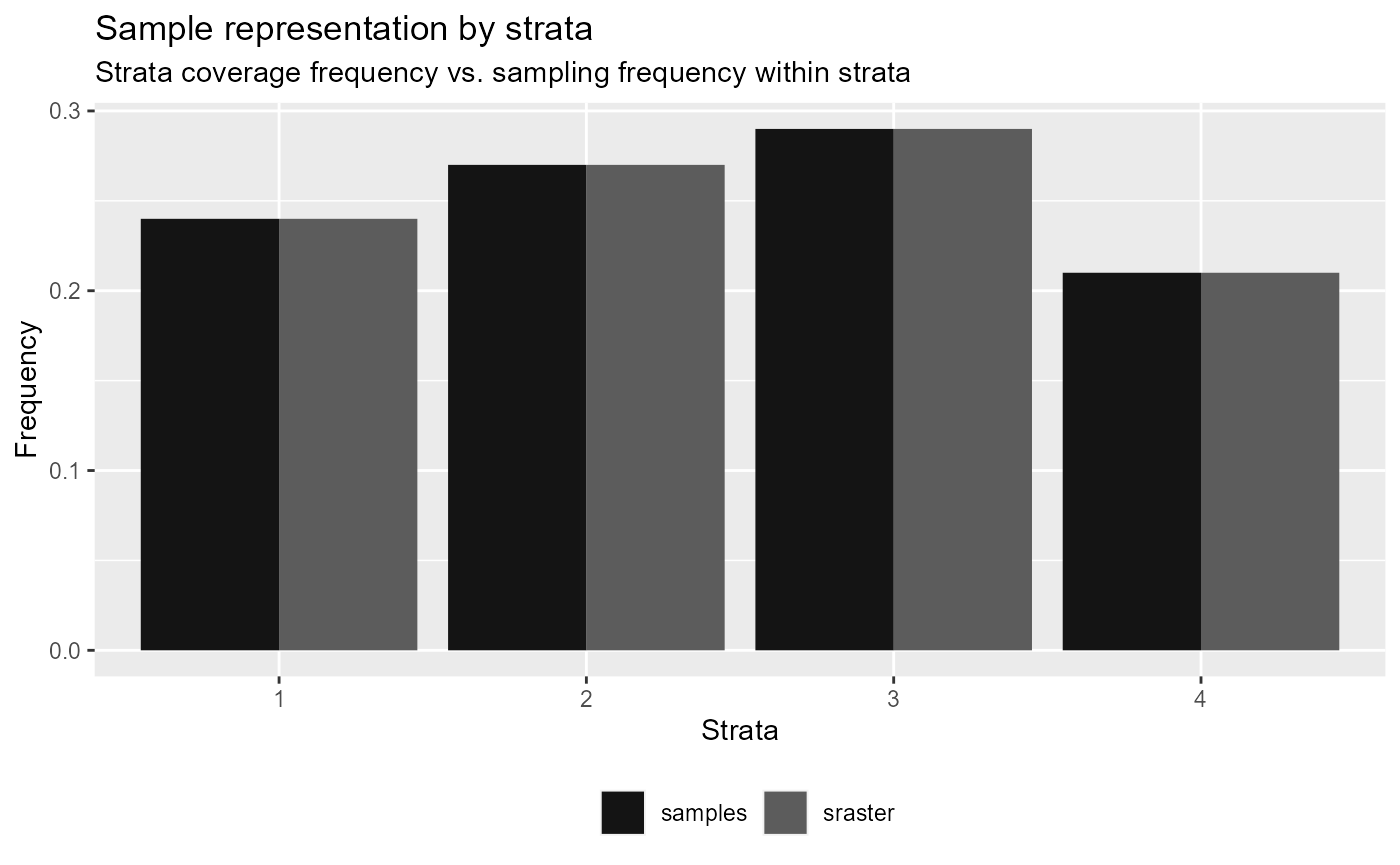 Sample representation by strata
Strata coverage frequency vs. sampling frequency within strata
Frequency
0.3
0.2
0.1
0.0
1 2 3 4
Strata
samples sraster